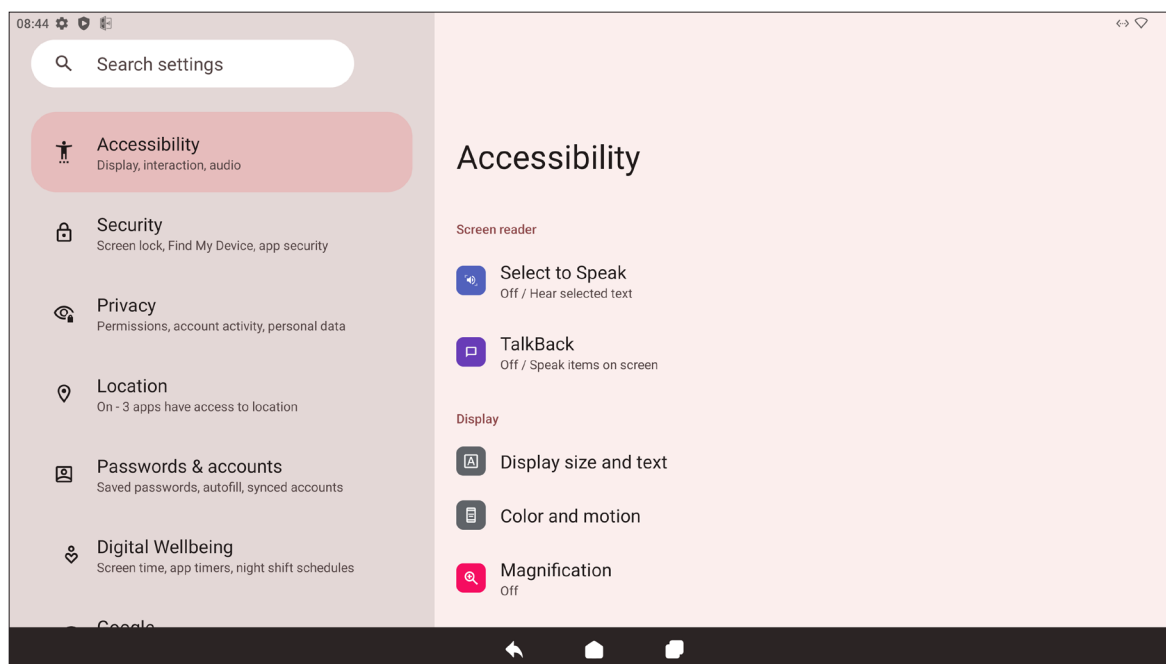 08:44
Search settings
Accessibility
Display, interaction, audio
Security
Screen lock, Find My Device, app security
Privacy
Permissions, account activity, personal data
Location
On - 3 apps have access to location
Passwords & accounts
Saved passwords, autofill, synced accounts
Digital Wellbeing
Screen time, app timers, night shift schedules
Google
Accessibility
Screen reader
Select to Speak
Off / Hear selected text
TalkBack
Off / Speak items on screen
Display
Display size and text
Color and motion
Magnification
Off